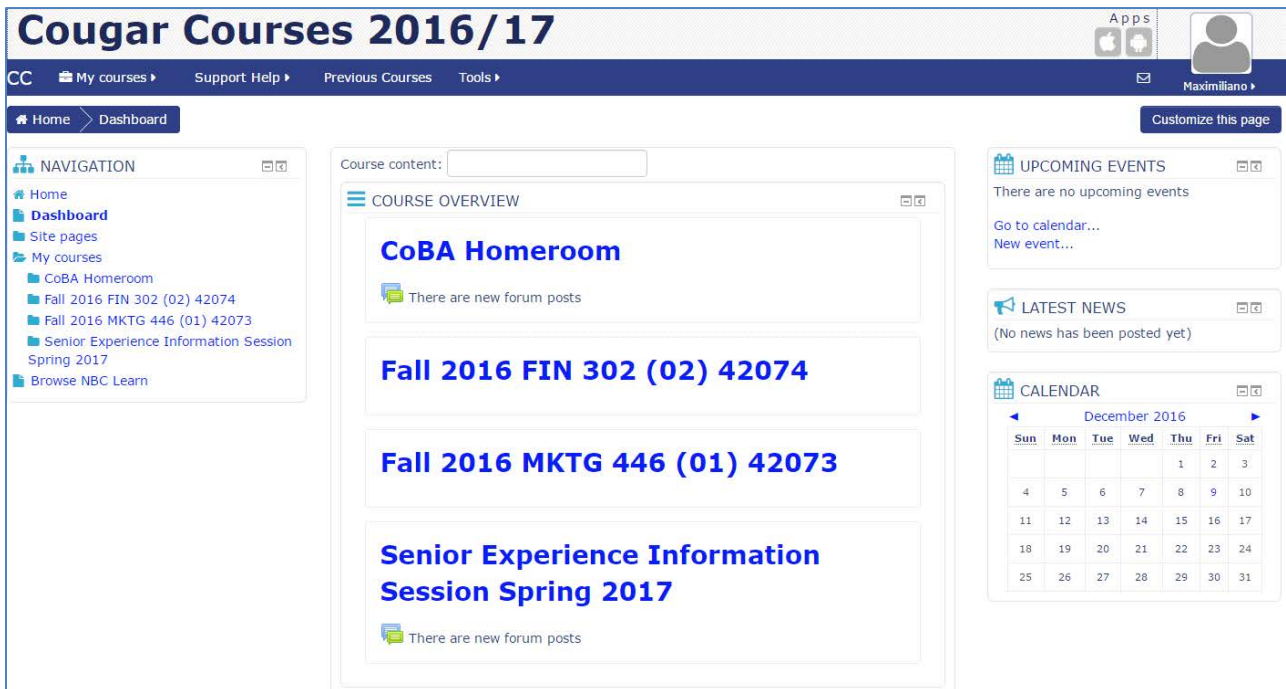 Cougar Courses 2016/17
Apps
CC My courses Support Help Previous Courses Tools
Maximiliano
Home Dashboard
Customize this page
NAVIGATION
Home
Dashboard
Site pages
My courses
CoBA Homeroom
Fall 2016 FIN 302 (02) 42074
Fall 2016 MKTG 446 (01) 42073
Senior Experience Information Session
Spring 2017
Browse NBC Learn
Course content:
COURSE OVERVIEW
CoBA Homeroom
There are new forum posts
Fall 2016 FIN 302 (02) 42074
Fall 2016 MKTG 446 (01) 42073
Senior Experience Information
Session Spring 2017
There are new forum posts
UPCOMING EVENTS
There are no upcoming events
Go to calendar...
New event...
LATEST NEWS
(No news has been posted yet)
CALENDAR
◄ December 2016 ►
Sun Mon Tue Wed Thu Fri Sat
1 2 3
4 5 6 7 8 9 10
11 12 13 14 15 16 17
18 19 20 21 22 23 24
25 26 27 28 29 30 31